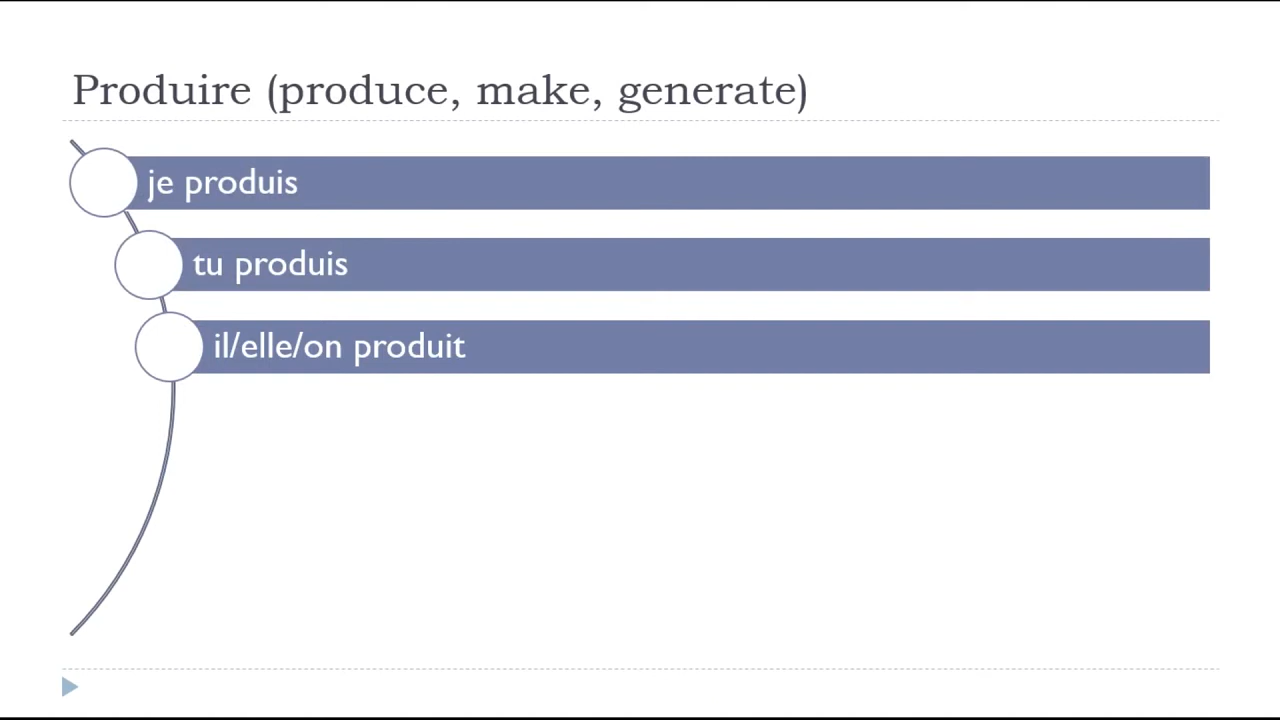 Produire (produce, make, generate)
je produis
tu produis
il/elle/on produit